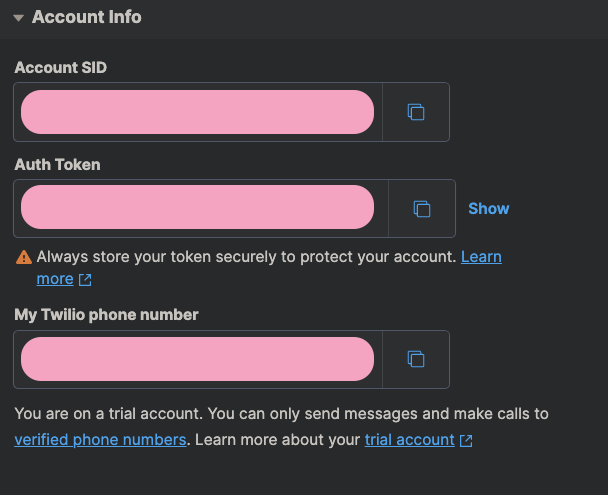 Account Info
Account SID
Auth Token
Show
Always store your token securely to protect your account. Learn
more
My Twilio phone number
You are on a trial account. You can only send messages and make calls to
verified phone numbers. Learn more about your trial account